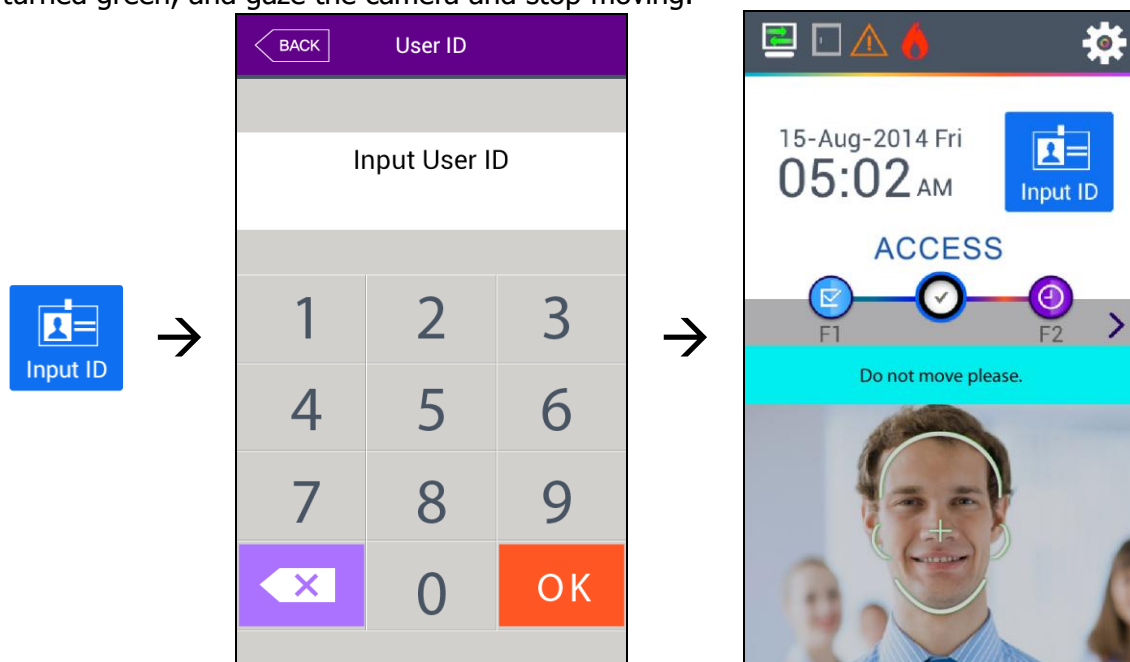 turned green, and gaze the camera and stop moving.
Input ID
→
BACK User ID
Input User ID
1 2 3
4 5 6
7 8 9
0 OK
→
15-Aug-2014 Fri
05:02 AM
Input ID
ACCESS
F1 F2
Do not move please.